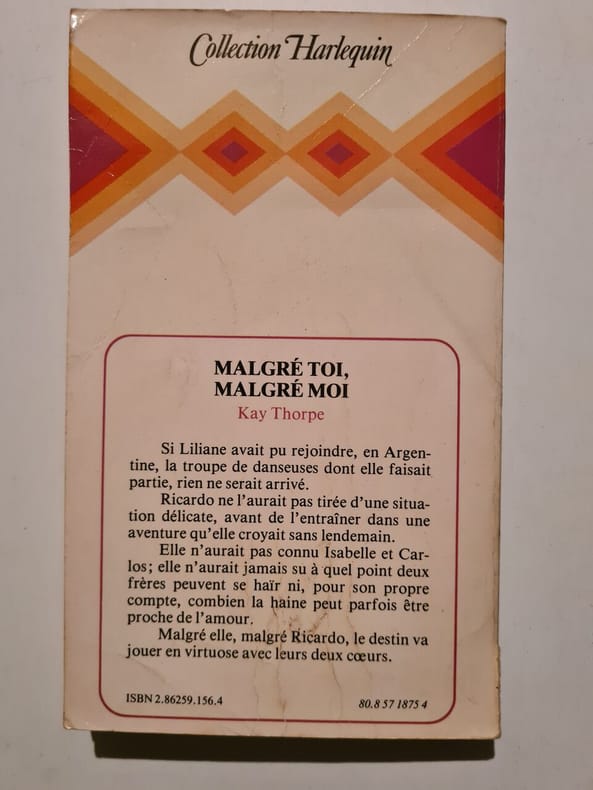 Collection Harlequin
MALGRÉ TOI,
MALGRÉ MOI
Kay Thorpe
Si Liliane avait pu rejoindre, en Argen-
tine, la troupe de danseuses dont elle faisait
partie, rien ne serait arrivé.
Ricardo ne l'aurait pas tirée d'une situa-
tion délicate, avant de l'entraîner dans une
aventure qu'elle croyait sans lendemain.
Elle n'aurait pas connu Isabelle et Car-
los; elle n'aurait jamais su à quel point deux
frères peuvent se haïr ni, pour son propre
compte, combien la haine peut parfois être
proche de l'amour.
Malgré elle, malgré Ricardo, le destin va
jouer en virtuose avec leurs deux cœurs.
ISBN 2.86259.156.4
80.8 57 1875 4